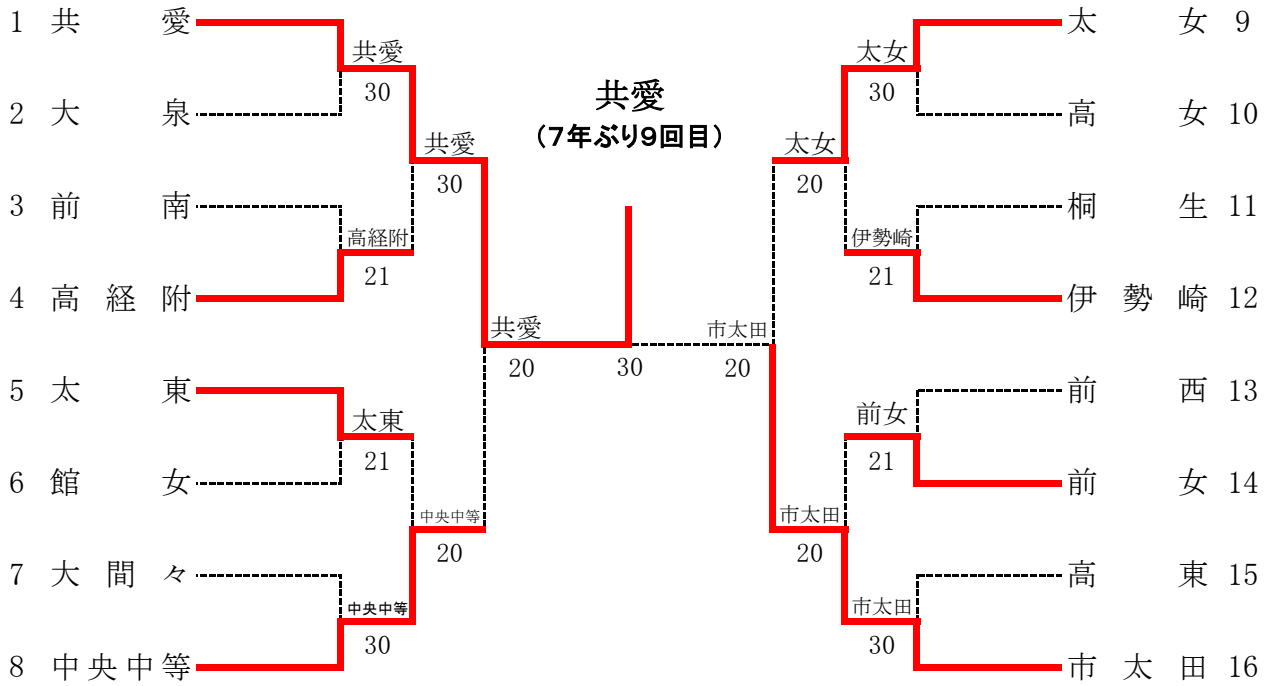 1 共 愛
共愛
30
2 大 泉
共愛
30
3 前 南
高経附
21
4 高 経 附
共愛
20
5 太 東
太東
21
6 館 女
中央中等
20
7 大 間 々
中央中等
30
8 中央中等
共愛
(7年ぶり9回目)
30
太 女 9
太女
30
高 女 10
太女
20
桐 生 11
伊勢崎
21
伊 勢 崎 12
市太田
20
前 西 13
前女
21
前 女 14
市太田
20
高 東 15
市太田
30
市 太 田 16